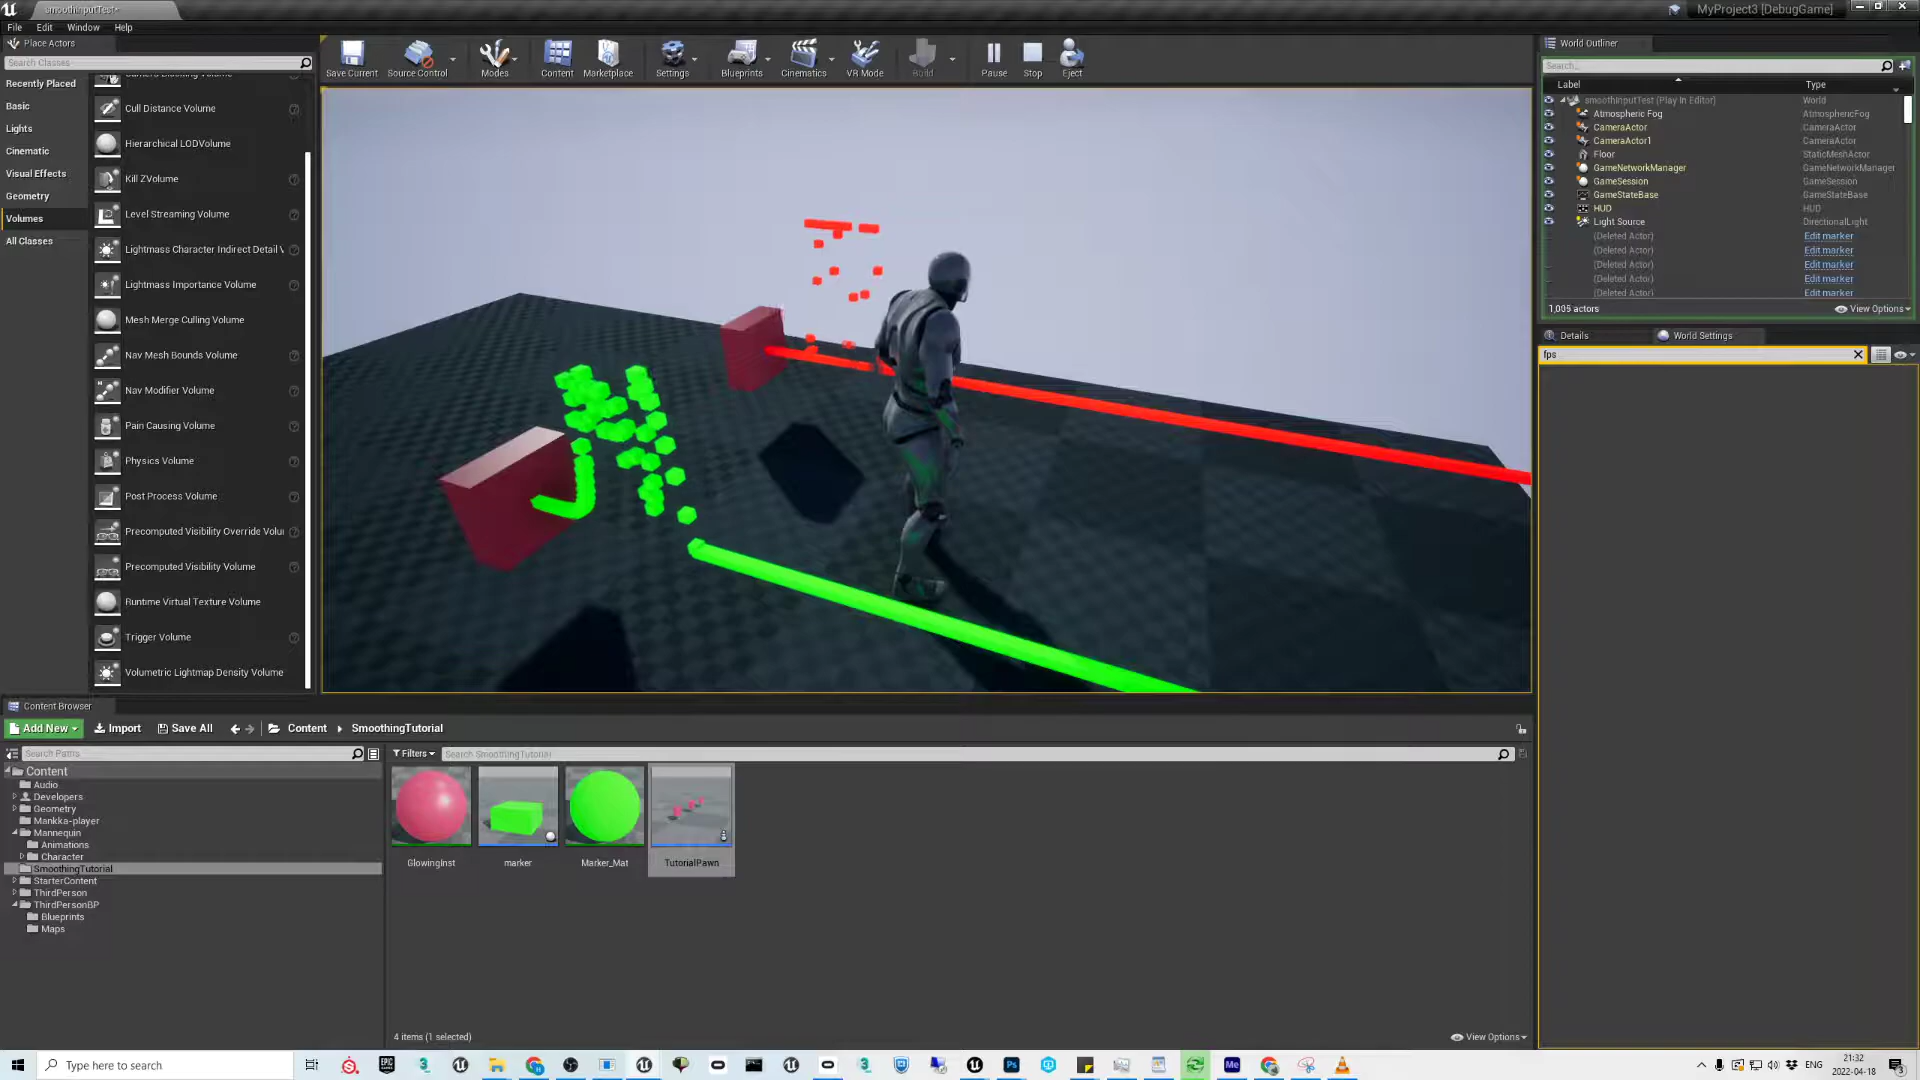 smoothInputTest*
MyProject3 [DebugGame]
File Edit Window Help
Place Actors
Search Classes
Recently Placed
Basic
Lights
Cinematic
Visual Effects
Geometry
Volumes
All Classes
Cull Distance Volume
Hierarchical LODVolume
Kill ZVolume
Level Streaming Volume
Lightmass Character Indirect Detail V
Lightmass Importance Volume
Mesh Merge Culling Volume
Nav Mesh Bounds Volume
Nav Modifier Volume
Pain Causing Volume
Physics Volume
Post Process Volume
Precomputed Visibility Override Volu
Precomputed Visibility Volume
Runtime Virtual Texture Volume
Trigger Volume
Volumetric Lightmap Density Volume
Save Current Source Control Modes Content Marketplace Settings Blueprints Cinematics VR Mode Build Pause Stop Eject
World Outliner
Search...
Label Type
smoothInputTest (Play In Editor) World
Atmospheric Fog AtmosphericFog
CameraActor CameraActor
CameraActor1 CameraActor
Floor StaticMeshActor
GameNetworkManager GameNetworkManager
GameSession GameSession
GameStateBase GameStateBase
HUD HUD
Light Source DirectionalLight
(Deleted Actor) Edit marker
(Deleted Actor) Edit marker
(Deleted Actor) Edit marker
(Deleted Actor) Edit marker
(Deleted Actor) Edit marker
actors View Options
Details World Settings
fps
Content Browser
Add New Import Save All Content SmoothingTutorial
Search Paths
Filters Search SmoothingTutorial
Content
Audio
Developers
Geometry
Mankka-player
Mannequin
Animations
Character
SmoothingTutorial
StarterContent
ThirdPerson
ThirdPersonBP
Blueprints
Maps
GlowingInst marker Marker_Mat TutorialPawn
4 items (1 selected) View Options
Type here to search
ENG
21:32
2022-04-18